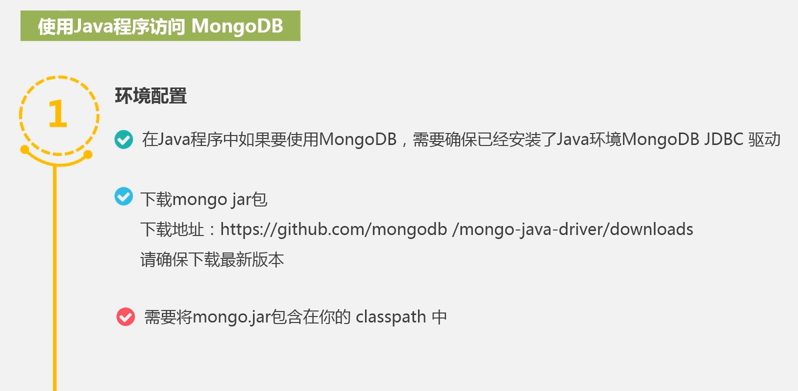 使用Java程序访问 MongoDB
1
环境配置
在Java程序中如果要使用MongoDB，需要确保已经安装了Java环境MongoDB JDBC 驱动
下载mongo jar包
下载地址：https://github.com/mongodb /mongo-java-driver/downloads
请确保下载最新版本
需要将mongo.jar包含在你的 classpath 中